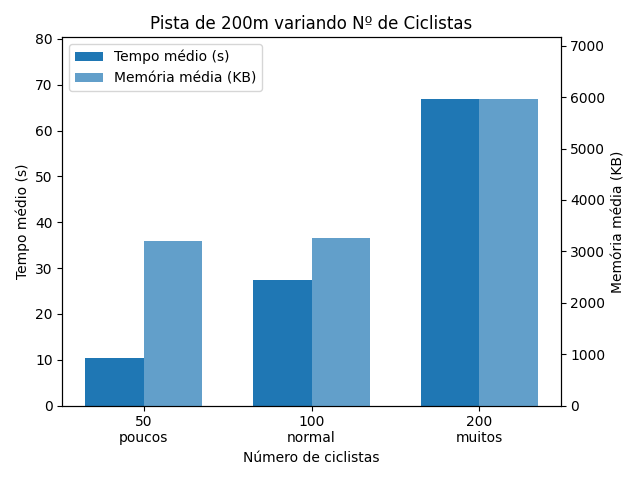 Pista de 200m variando Nº de Ciclistas
Tempo médio (s)
Memória média (KB)
80
70
60
50
40
30
20
10
0
Tempo médio (s)
7000
6000
5000
4000
3000
2000
1000
0
Memória média (KB)
50
poucos
100
normal
200
muitos
Número de ciclistas